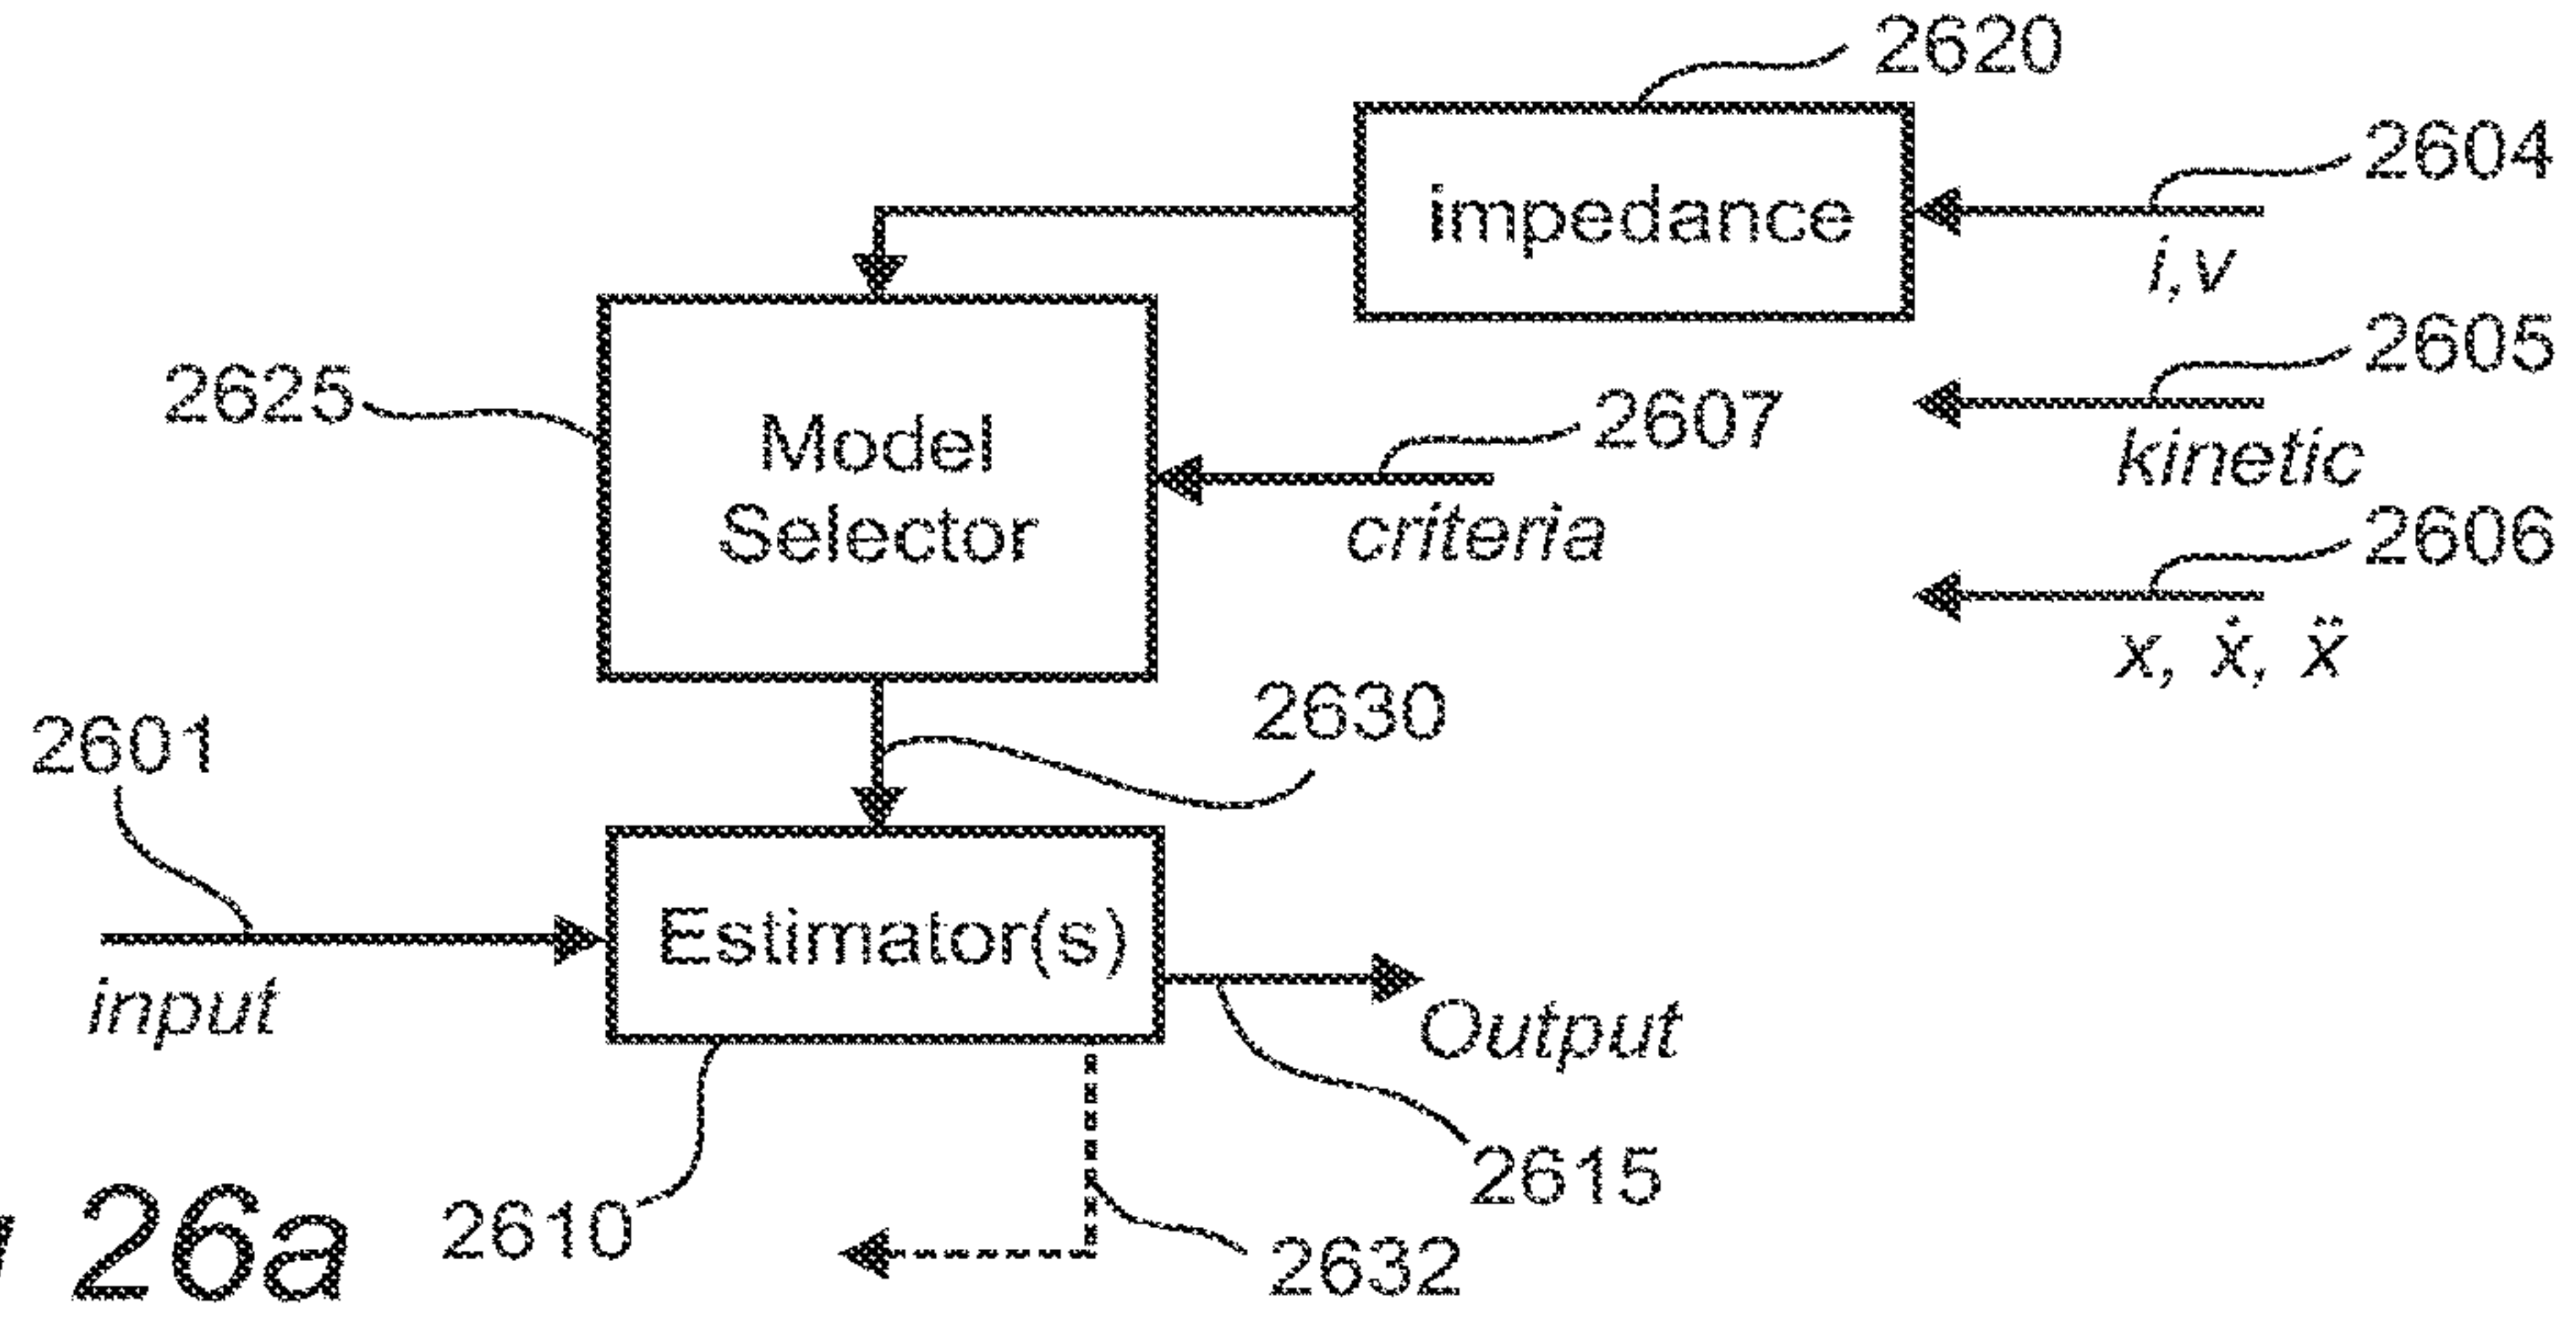 2620
2604
impedance
i,v
2605
2625
2607
Model
kinetic
Selector
criteria
2606
x, ẋ, ẍ
2630
2601
Estimator(s)
input
Output
2615
26a
2610
2632